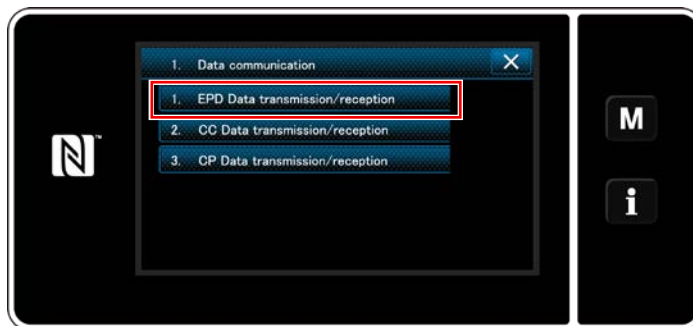 1. Data communication
1. EPD Data transmission/reception
2. CC Data transmission/reception
3. CP Data transmission/reception
M
i